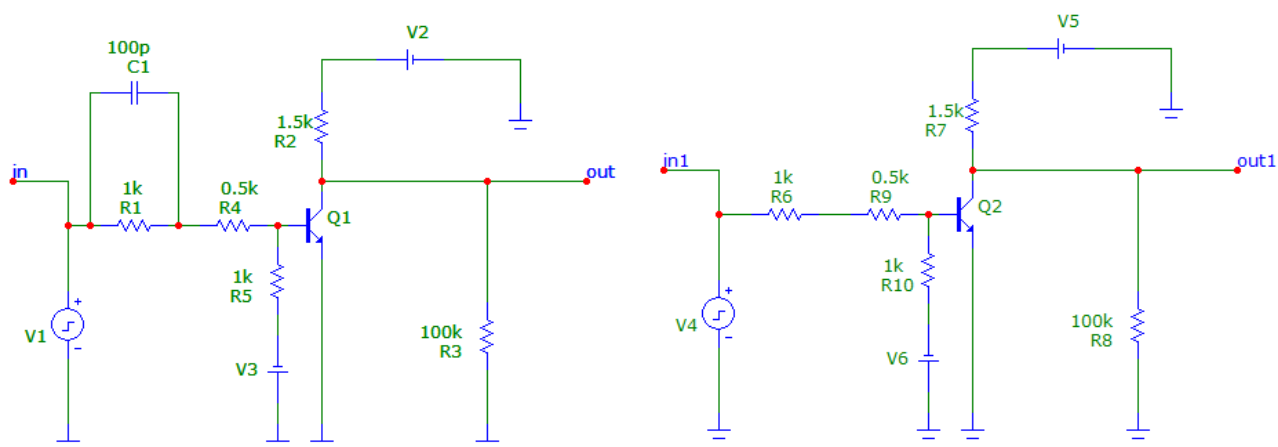 100p
C1
in
1k
R1
0.5k
R4
1.5k
R2
V2
out
Q1
1k
R5
V1
+
-
V3
100k
R3
in1
1k
R6
0.5k
R9
1.5k
R7
V5
out1
Q2
1k
R10
V4
+
-
V6
100k
R8